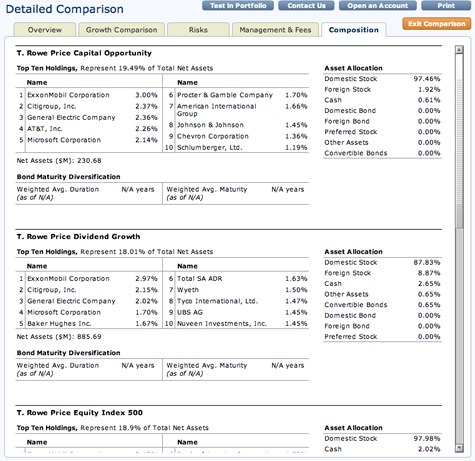 Detailed Comparison
Test in Portfolio
Contact Us
Open an Account
Print
Exit Comparison
Overview
Growth Comparison
Risks
Management & Fees
Composition
T. Rowe Price Capital Opportunity
Top Ten Holdings, Represent 19.49% of Total Net Assets
Name
1 ExxonMobil Corporation 3.00%
2 Citigroup, Inc. 2.37%
3 General Electric Company 2.36%
4 AT&T, Inc. 2.26%
5 Microsoft Corporation 2.14%
Name
6 Procter & Gamble Company 1.70%
7 American International Group 1.66%
8 Johnson & Johnson 1.45%
9 Chevron Corporation 1.36%
10 Schlumberger, Ltd. 1.19%
Net Assets ($M): 230.68
Bond Maturity Diversification
Weighted Avg. Duration N/A years
(as of N/A)
Weighted Avg. Maturity N/A years
(as of N/A)
Asset Allocation
Domestic Stock 97.46%
Foreign Stock 1.92%
Cash 0.61%
Domestic Bond 0.00%
Foreign Bond 0.00%
Preferred Stock 0.00%
Other Assets 0.00%
Convertible Bonds 0.00%
T. Rowe Price Dividend Growth
Top Ten Holdings, Represent 18.01% of Total Net Assets
Name
1 ExxonMobil Corporation 2.97%
2 Citigroup, Inc. 2.15%
3 General Electric Company 2.02%
4 Microsoft Corporation 1.70%
5 Baker Hughes Inc. 1.67%
Name
6 Total SA ADR 1.63%
7 Wyeth 1.50%
8 Tyco International, Ltd. 1.47%
9 UBS AG 1.45%
10 Nuveen Investments, Inc. 1.45%
Net Assets ($M): 885.69
Bond Maturity Diversification
Weighted Avg. Duration N/A years
(as of N/A)
Weighted Avg. Maturity N/A years
(as of N/A)
Asset Allocation
Domestic Stock 87.83%
Foreign Stock 8.87%
Cash 2.65%
Other Assets 0.65%
Convertible Bonds 0.65%
Domestic Bond 0.00%
Foreign Bond 0.00%
Preferred Stock 0.00%
T. Rowe Price Equity Index 500
Top Ten Holdings, Represent 18.9% of Total Net Assets
Name
Name
Asset Allocation
Domestic Stock 97.98%
Cash 2.02%